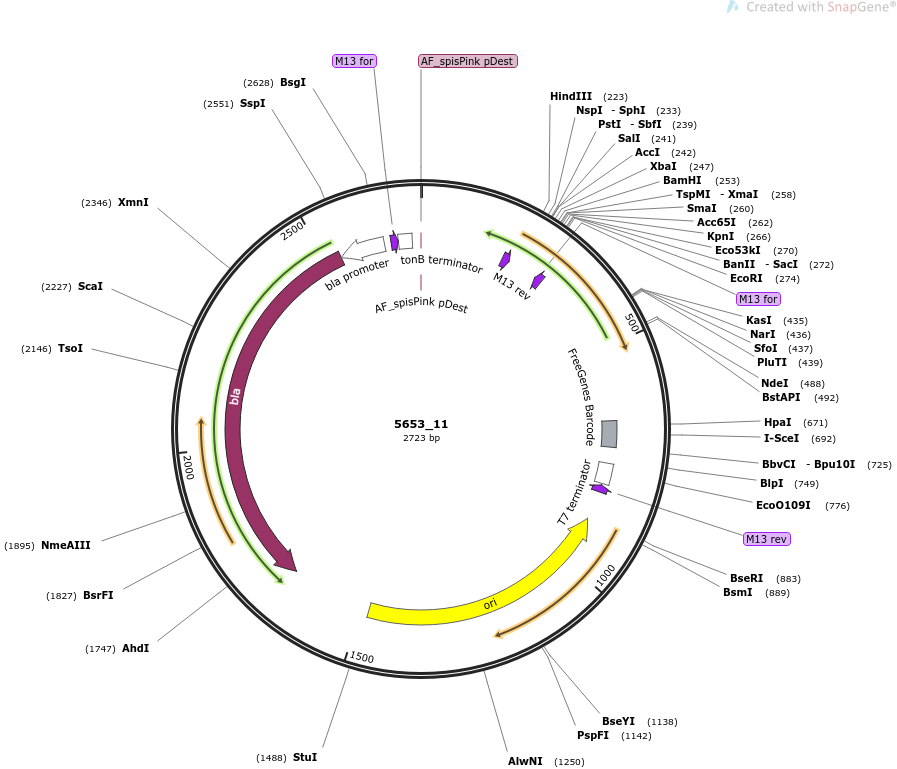 Created with SnapGene®
M13 for
AF_spisPink pDest
(2628) BsgI
(2551) SspI
(2346) XmnI
(2227) ScaI
(2146) TsoI
(1895) NmeAIII
(1827) BsrFI
(1747) AhdI
(1488) StuI
HindIII (223)
NspI - SphI (233)
PstI - SbfI (239)
SalI (241)
AccI (242)
XbaI (247)
BamHI (253)
TspMI - XmaI (258)
SmaI (260)
Acc65I (262)
KpnI (266)
Eco53kI (270)
BanII - SacI (272)
EcoRI (274)
M13 for
KasI (435)
NarI (436)
SfoI (437)
PluTI (439)
NdeI (488)
BstAPI (492)
HpaI (671)
I-SceI (692)
BbvCI - Bpu10I (725)
BlpI (749)
EcoO109I (776)
M13 rev
BseRI (883)
BsmI (889)
BseYI (1138)
PspFI (1142)
AlwNI (1250)
500
1000
1500
2000
2500
bla promoter
tonB terminator
M13 rev
AF_spisPink pDest
FreeGenes Barcode
T7 terminator
bla
ori
5653_11
2723 bp